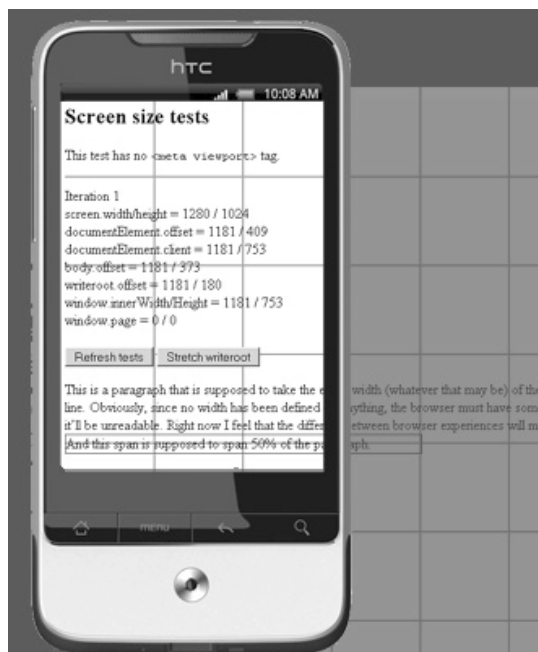 hTC
10:08 AM
Screen size tests
This test has no <meta viewport> tag.
Iteration 1
screen.width/height = 1280 / 1024
documentElement.offset = 1181 / 409
documentElement.client = 1181 / 753
body.offset = 1181 / 373
writeroot.offset = 1181 / 180
window.innerWidth/Height = 1181 / 753
window.page = 0 / 0
Refresh tests Stretch writeroot
This is a paragraph that is supposed to take the e width (whatever that may be) of the
line. Obviously, since no width has been defined ything, the browser must have som
it'll be unreadable. Right now I feel that the differ etween browser experiences will m
And this span is supposed to span 50% of the pa aph.
menu